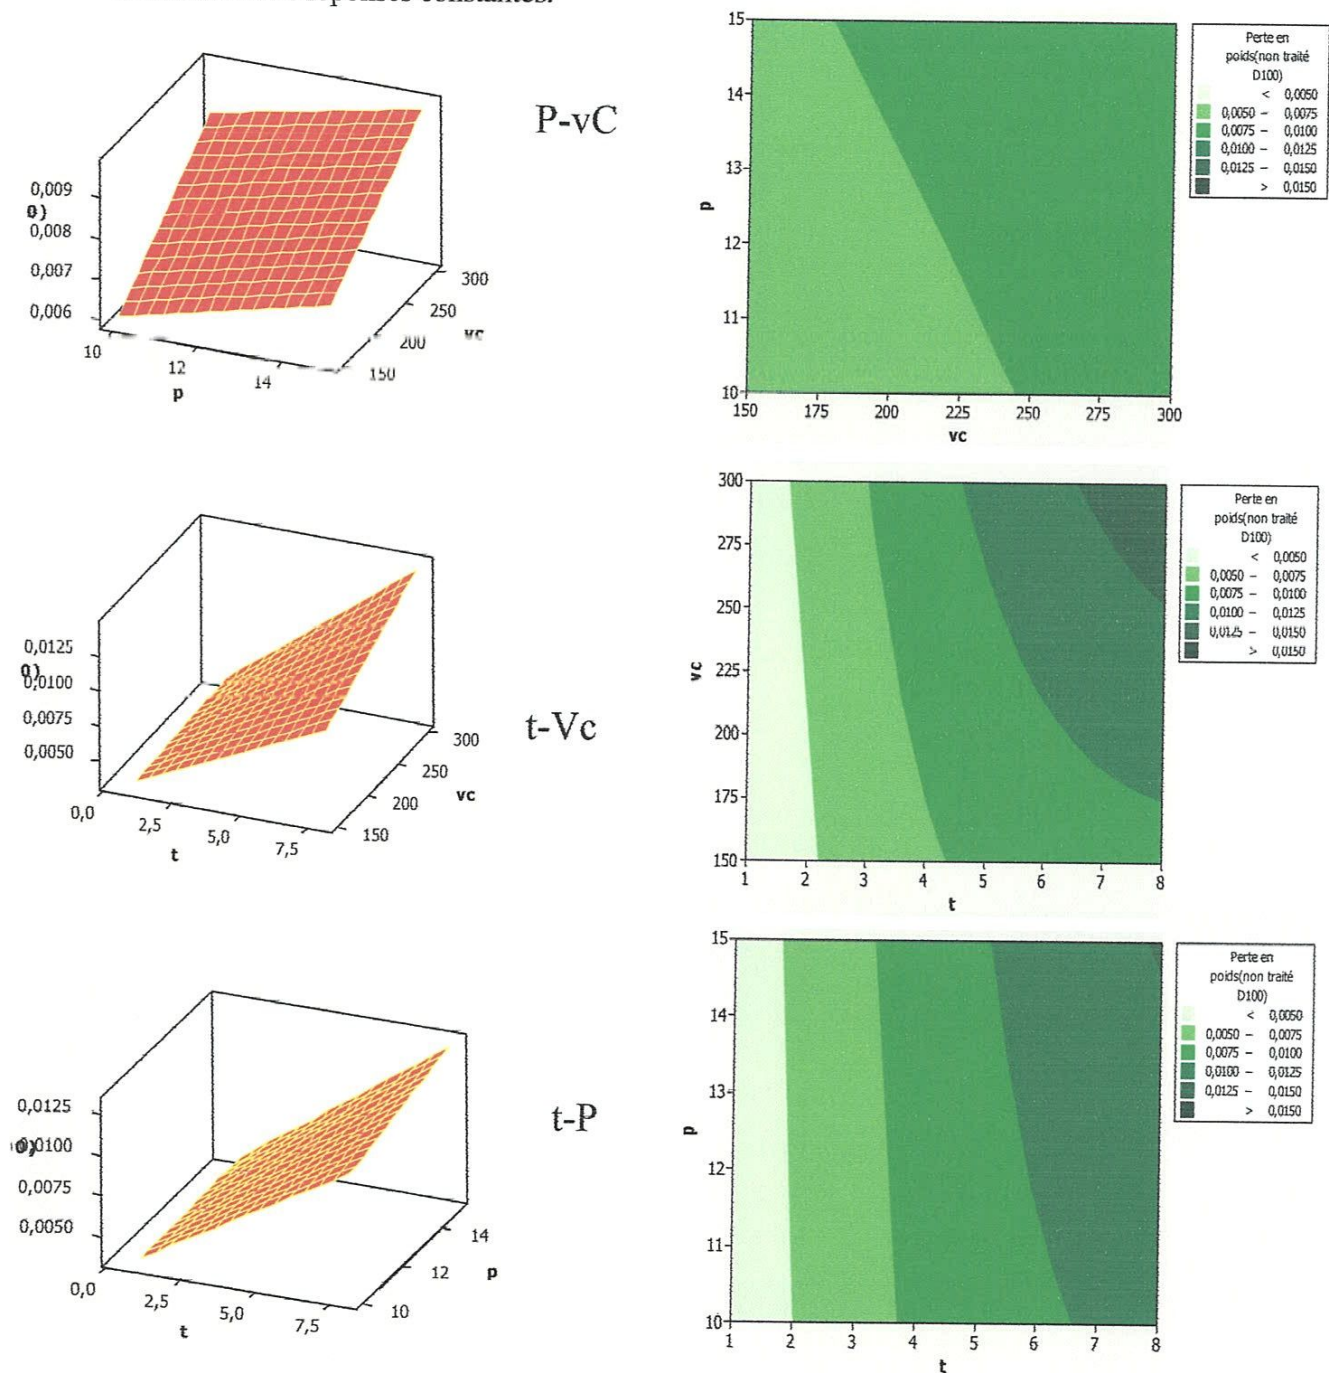 réponses constantes.
0,009
0)
0,008
0,007
0,006
10
12
14
p
150
200
250
300
vc
P-vC
15
14
13
12
11
10
p
150
175
200
225
250
275
300
vc
Perte en
poids(non traité
D100)
< 0,0050
0,0050 – 0,0075
0,0075 – 0,0100
0,0100 – 0,0125
0,0125 – 0,0150
> 0,0150
0,0125
0)
0,0100
0,0075
0,0050
0,0
2,5
5,0
7,5
t
150
200
250
300
vc
t-Vc
300
275
250
225
200
175
150
vc
1
2
3
4
5
6
7
8
t
Perte en
poids(non traité
D100)
< 0,0050
0,0050 – 0,0075
0,0075 – 0,0100
0,0100 – 0,0125
0,0125 – 0,0150
> 0,0150
0,0125
0,0100
0,0075
0,0050
0,0
2,5
5,0
7,5
t
10
12
14
p
t-P
15
14
13
12
11
10
p
1
2
3
4
5
6
7
8
t
Perte en
poids(non traité
D100)
< 0,0050
0,0050 – 0,0075
0,0075 – 0,0100
0,0100 – 0,0125
0,0125 – 0,0150
> 0,0150